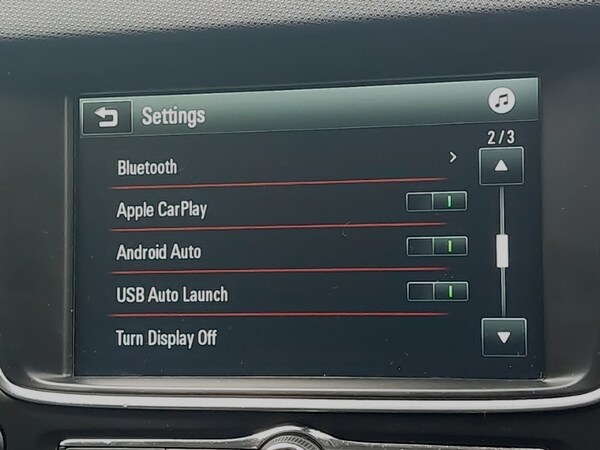 Settings
2/3
Bluetooth
Apple CarPlay
Android Auto
USB Auto Launch
Turn Display Off